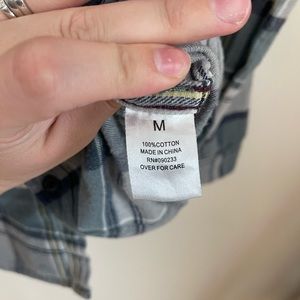 M
100%COTTON
MADE IN CHINA
RN#090233
OVER FOR CARE